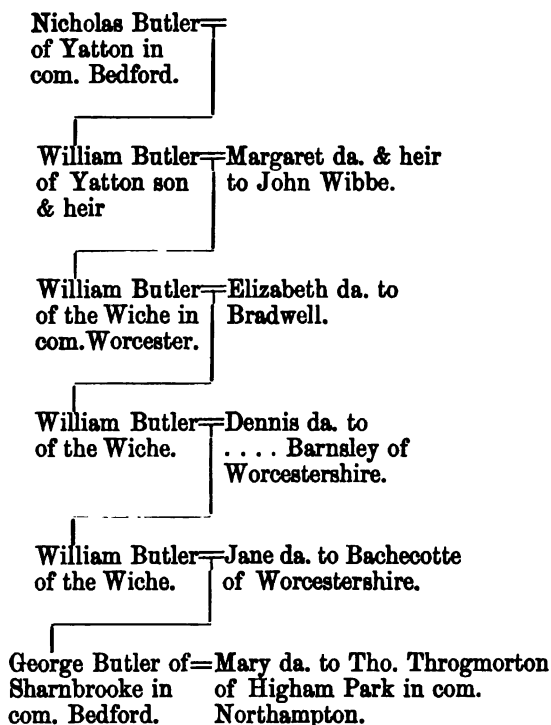 Nicholas Butler=
of Yatton in
com. Bedford.
William Butler=Margaret da. & heir
of Yatton son to John Wibbe.
& heir
William Butler=Elizabeth da. to
of the Wiche in Bradwell.
com.Worcester.
William Butler=Dennis da. to
of the Wiche. .... Barnsley of
Worcestershire.
William Butler=Jane da. to Bachecotte
of the Wiche. of Worcestershire.
George Butler of=Mary da. to Tho. Throgmorton
Sharnbrooke in of Higham Park in com.
com. Bedford. Northampton.